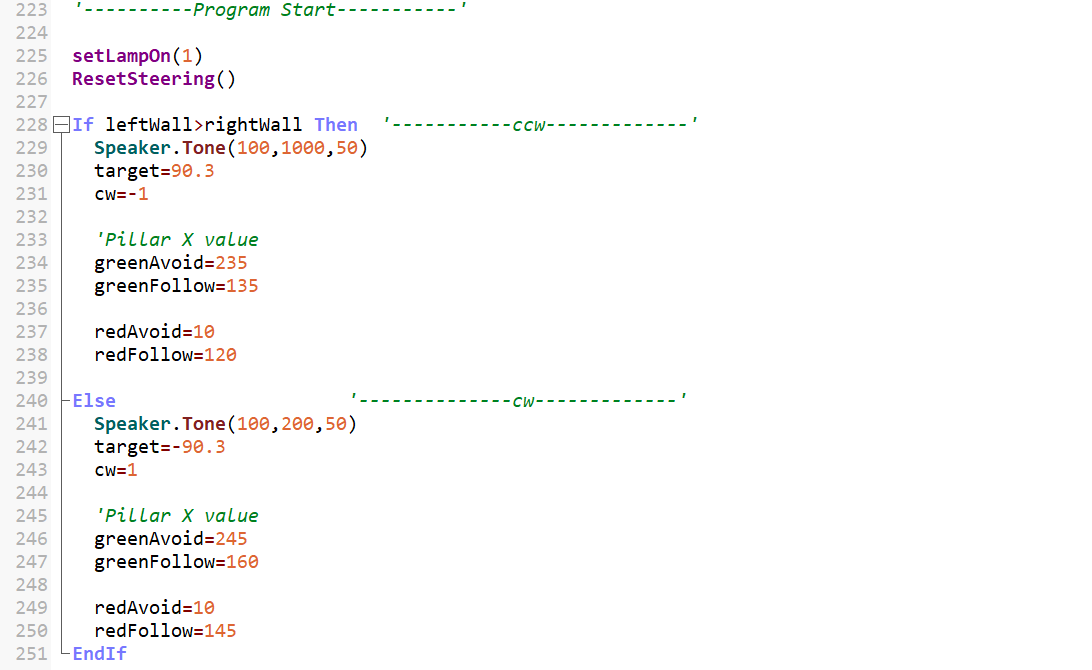 223 '----------Program Start-----------'
224
225 setLampOn(1)
226 ResetSteering()
227
228 If leftWall>rightWall Then '-----------ccw-------------'
229 Speaker.Tone(100,1000,50)
230 target=90.3
231 cw=-1
232
233 'Pillar X value
234 greenAvoid=235
235 greenFollow=135
236
237 redAvoid=10
238 redFollow=120
239
240 Else '--------------cw-------------'
241 Speaker.Tone(100,200,50)
242 target=-90.3
243 cw=1
244
245 'Pillar X value
246 greenAvoid=245
247 greenFollow=160
248
249 redAvoid=10
250 redFollow=145
251 EndIf